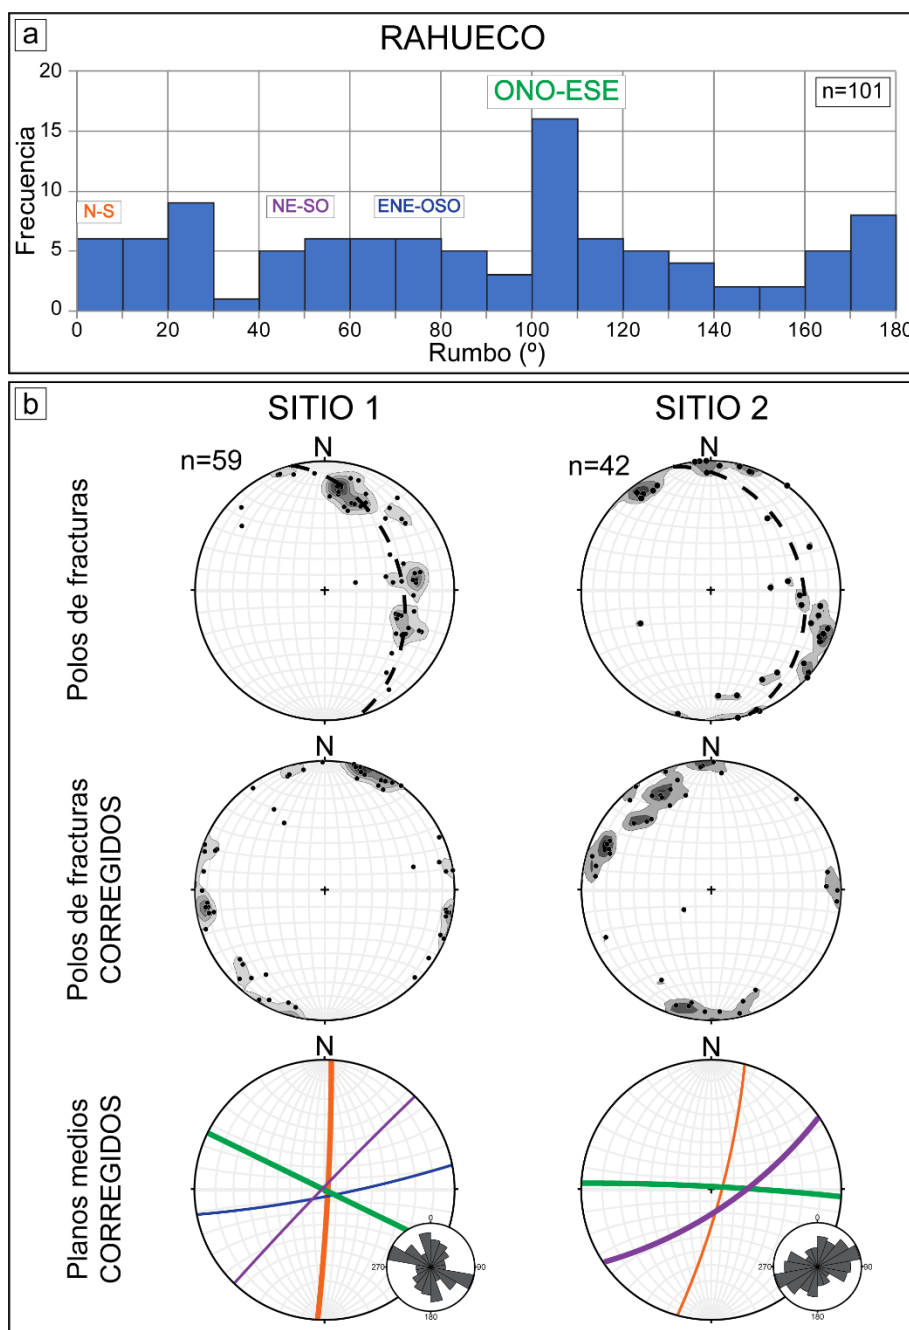 a
RAHUECO
ONO-ESE
n=101
N-S
NE-SO
ENE-OSO
Frecuencia
20
15
10
5
0
0 20 40 60 80 100 120 140 160 180
Rumbo (º)
b
SITIO 1
SITIO 2
Polos de fracturas
n=59
N
n=42
N
Polos de fracturas
CORREGIDOS
N
N
Planos medios
CORREGIDOS
N
N
0
90
180
270
0
90
180
270